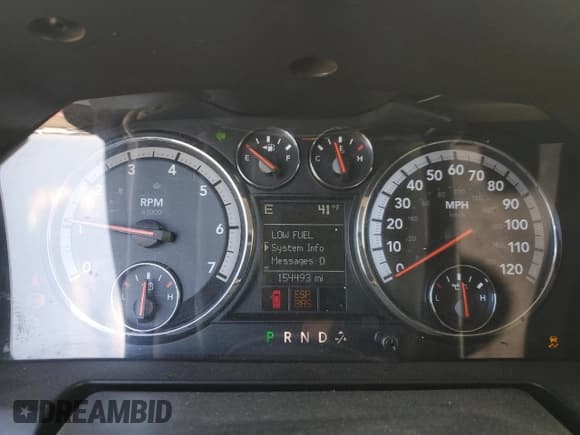 RPM
x1000
0
1
2
3
4
5
6
7
L
H
E
F
C
H
E
41°F
LOW FUEL
System Info
Messages 0
154493 mi
ESP
BAS
P R N D
MPH
0
10
20
30
40
50
60
70
80
90
100
110
120
L
H
DREAMBID